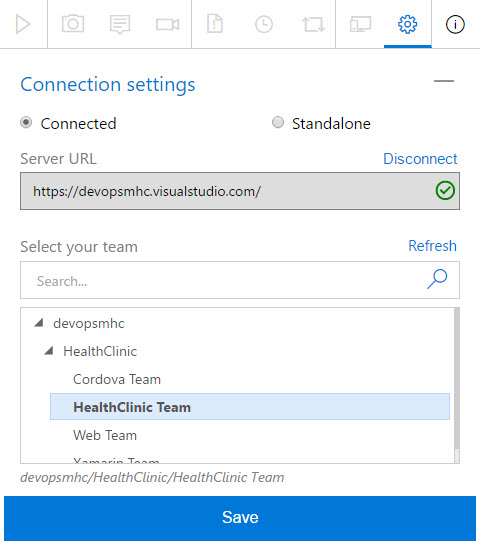 Connection settings
Connected
Standalone
Server URL
Disconnect
https://devopsmhc.visualstudio.com/
Select your team
Refresh
Search...
devopsmhc
HealthClinic
Cordova Team
HealthClinic Team
Web Team
Xamarin Team
devopsmhc/HealthClinic/HealthClinic Team
Save